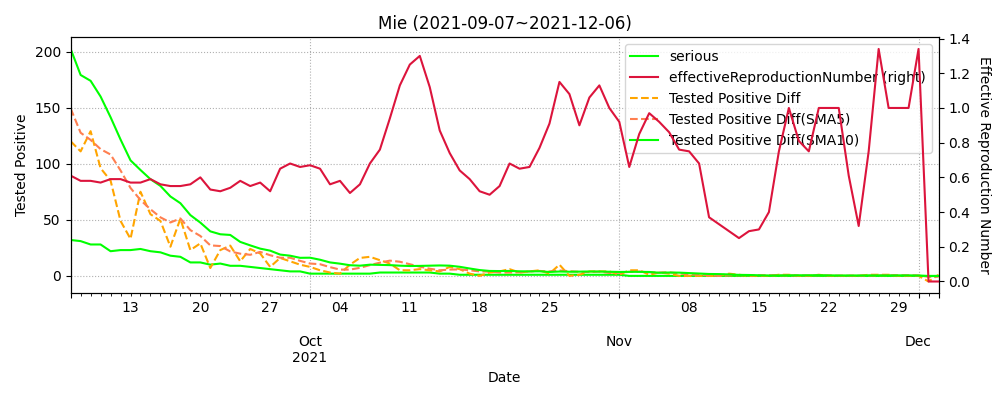 Mie (2021-09-07~2021-12-06)
serious
effectiveReproductionNumber (right)
Tested Positive Diff
Tested Positive Diff(SMA5)
Tested Positive Diff(SMA10)
Tested Positive
200
150
100
50
0
Effective Reproduction Number
1.4
1.2
1.0
0.8
0.6
0.4
0.2
0.0
13 20 27 04 11 18 25 08 15 22 29
Oct Nov Dec
2021
Date